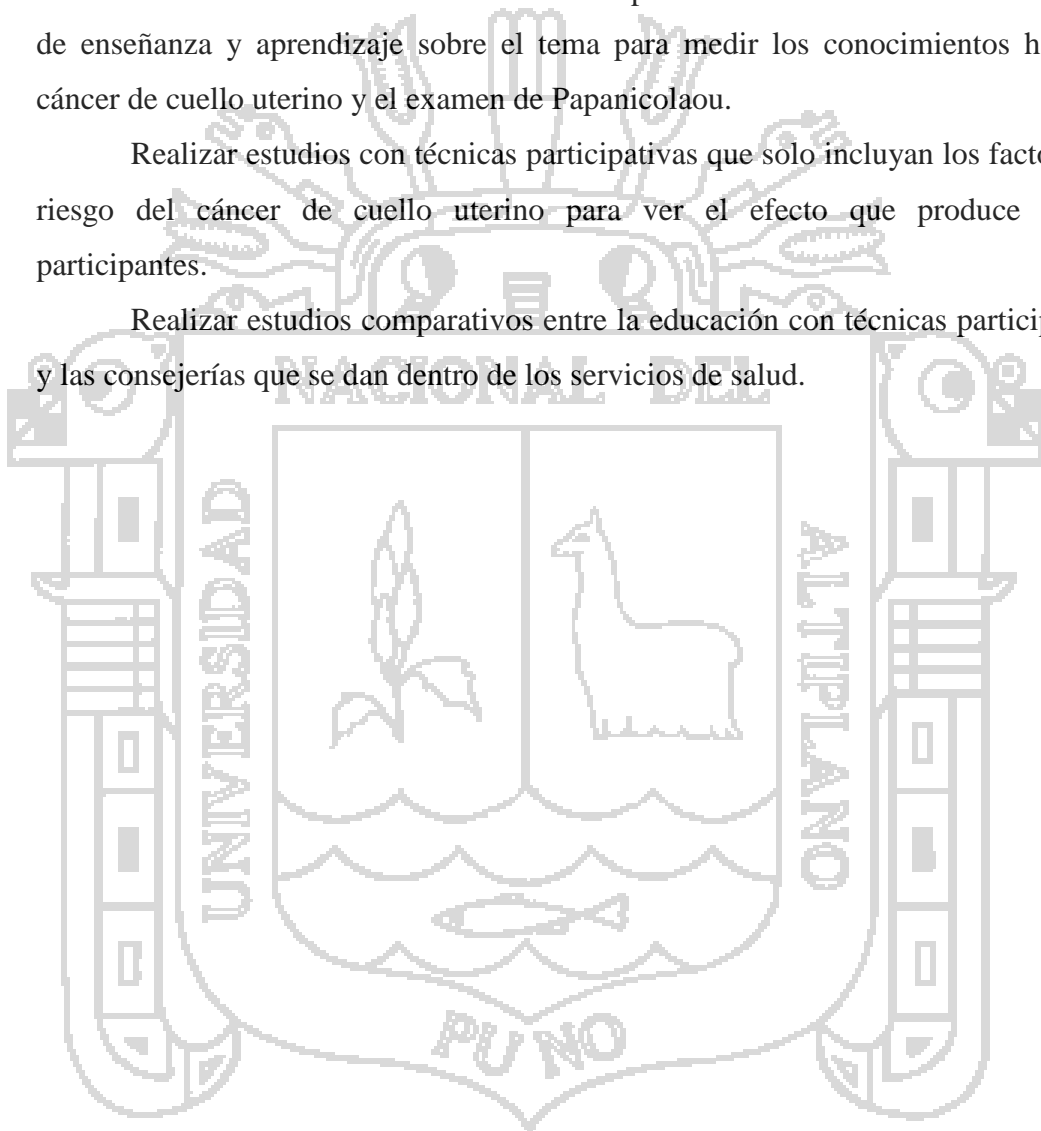 de enseñanza y aprendizaje sobre el tema para medir los conocimientos h
cáncer de cuello uterino y el examen de Papanicolaou.
Realizar estudios con técnicas participativas que solo incluyan los facto
riesgo del cáncer de cuello uterino para ver el efecto que produce
participantes.
Realizar estudios comparativos entre la educación con técnicas particip
y las consejerías que se dan dentro de los servicios de salud.
NACIONAL DEL
UNIVERSIDAD
ALTIPLANO
PUNO